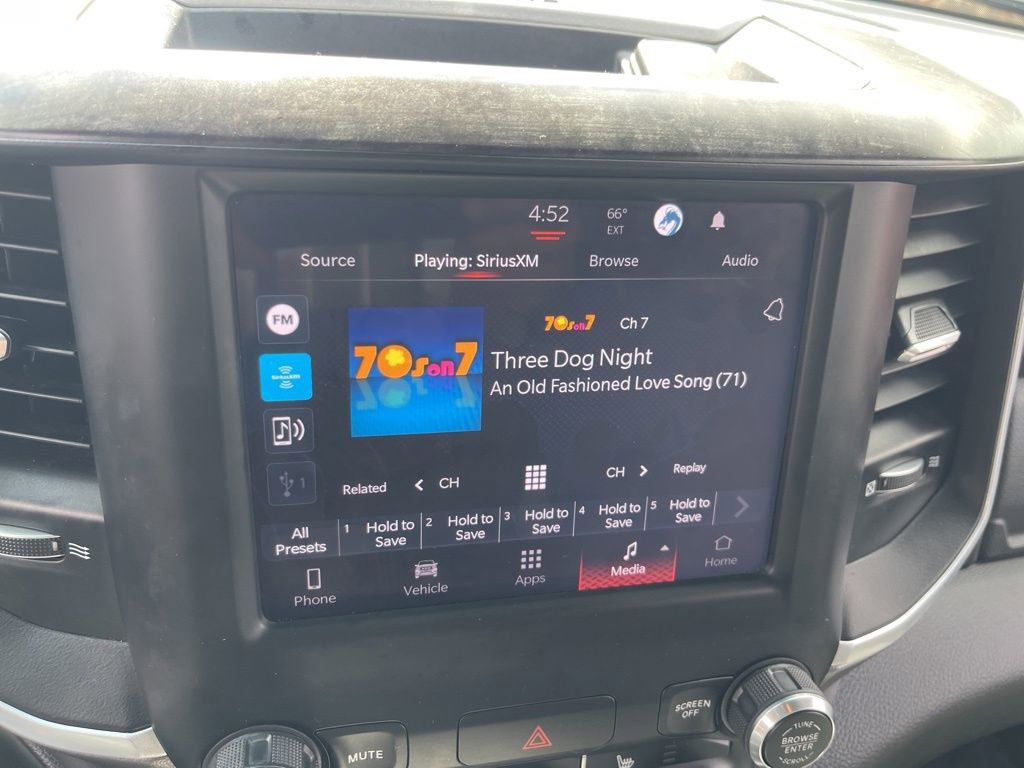 4:52
66°
EXT
Source
Playing: SiriusXM
Browse
Audio
FM
SiriusXM
1
70s on 7
70s on 7
Ch 7
Three Dog Night
An Old Fashioned Love Song (71)
Related
< CH
CH >
Replay
All
Presets
1 Hold to
Save
2 Hold to
Save
3 Hold to
Save
4 Hold to
Save
5 Hold to
Save
Phone
Vehicle
Apps
Media
Home
MUTE
SCREEN
OFF
TUNE
BROWSE
ENTER
SCROLL